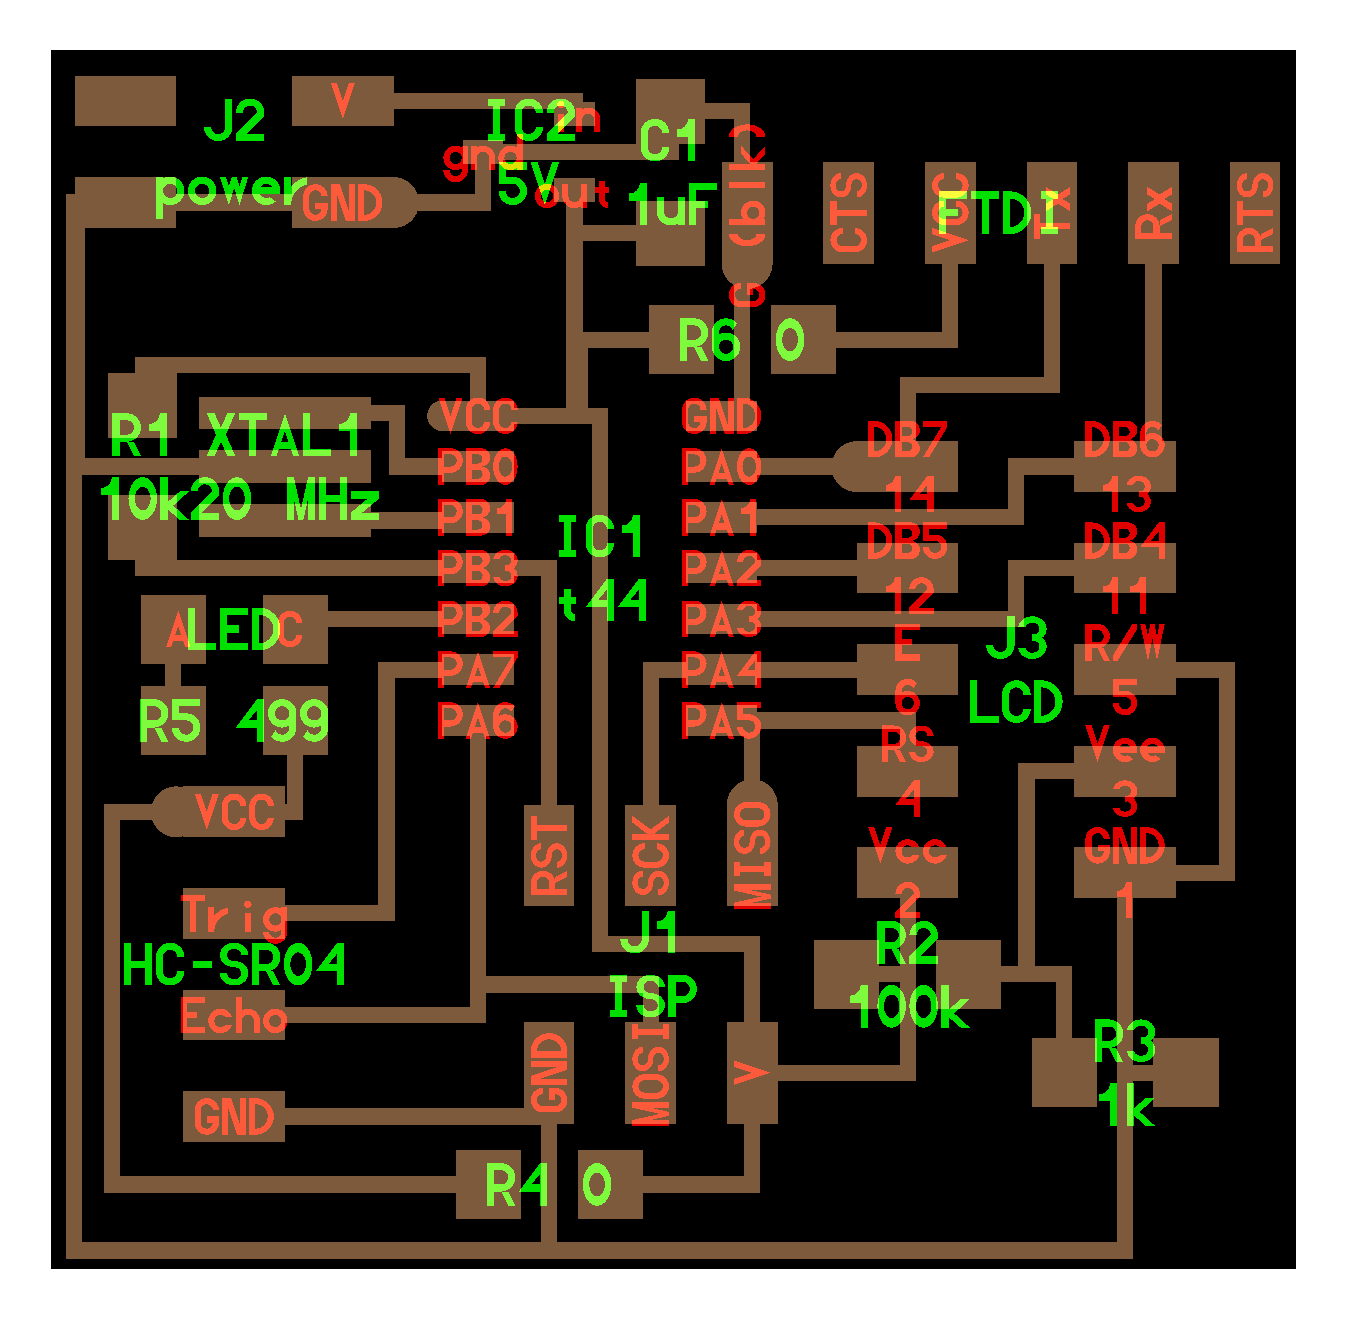 V
J2
IC2
in
C1
gnd
5V
power
GND
out
1uF
G (blk)
CTS
VCC
FTDI
Tx
Rx
RTS
R6 0
VCC
GND
DB7
DB6
R1
XTAL1
PB0
PA0
14
13
10k
20 MHz
PB1
PA1
IC1
DB5
DB4
PB3
PA2
t44
12
11
A
LED
C
PB2
PA3
E
J3
R/W
PA7
PA4
6
LCD
5
R5 499
PA6
PA5
RS
Vee
VCC
4
3
RST
SCK
MISO
Vcc
GND
2
1
Trig
J1
R2
HC-SR04
ISP
100k
Echo
R3
GND
MOSI
V
1k
GND
R4 0